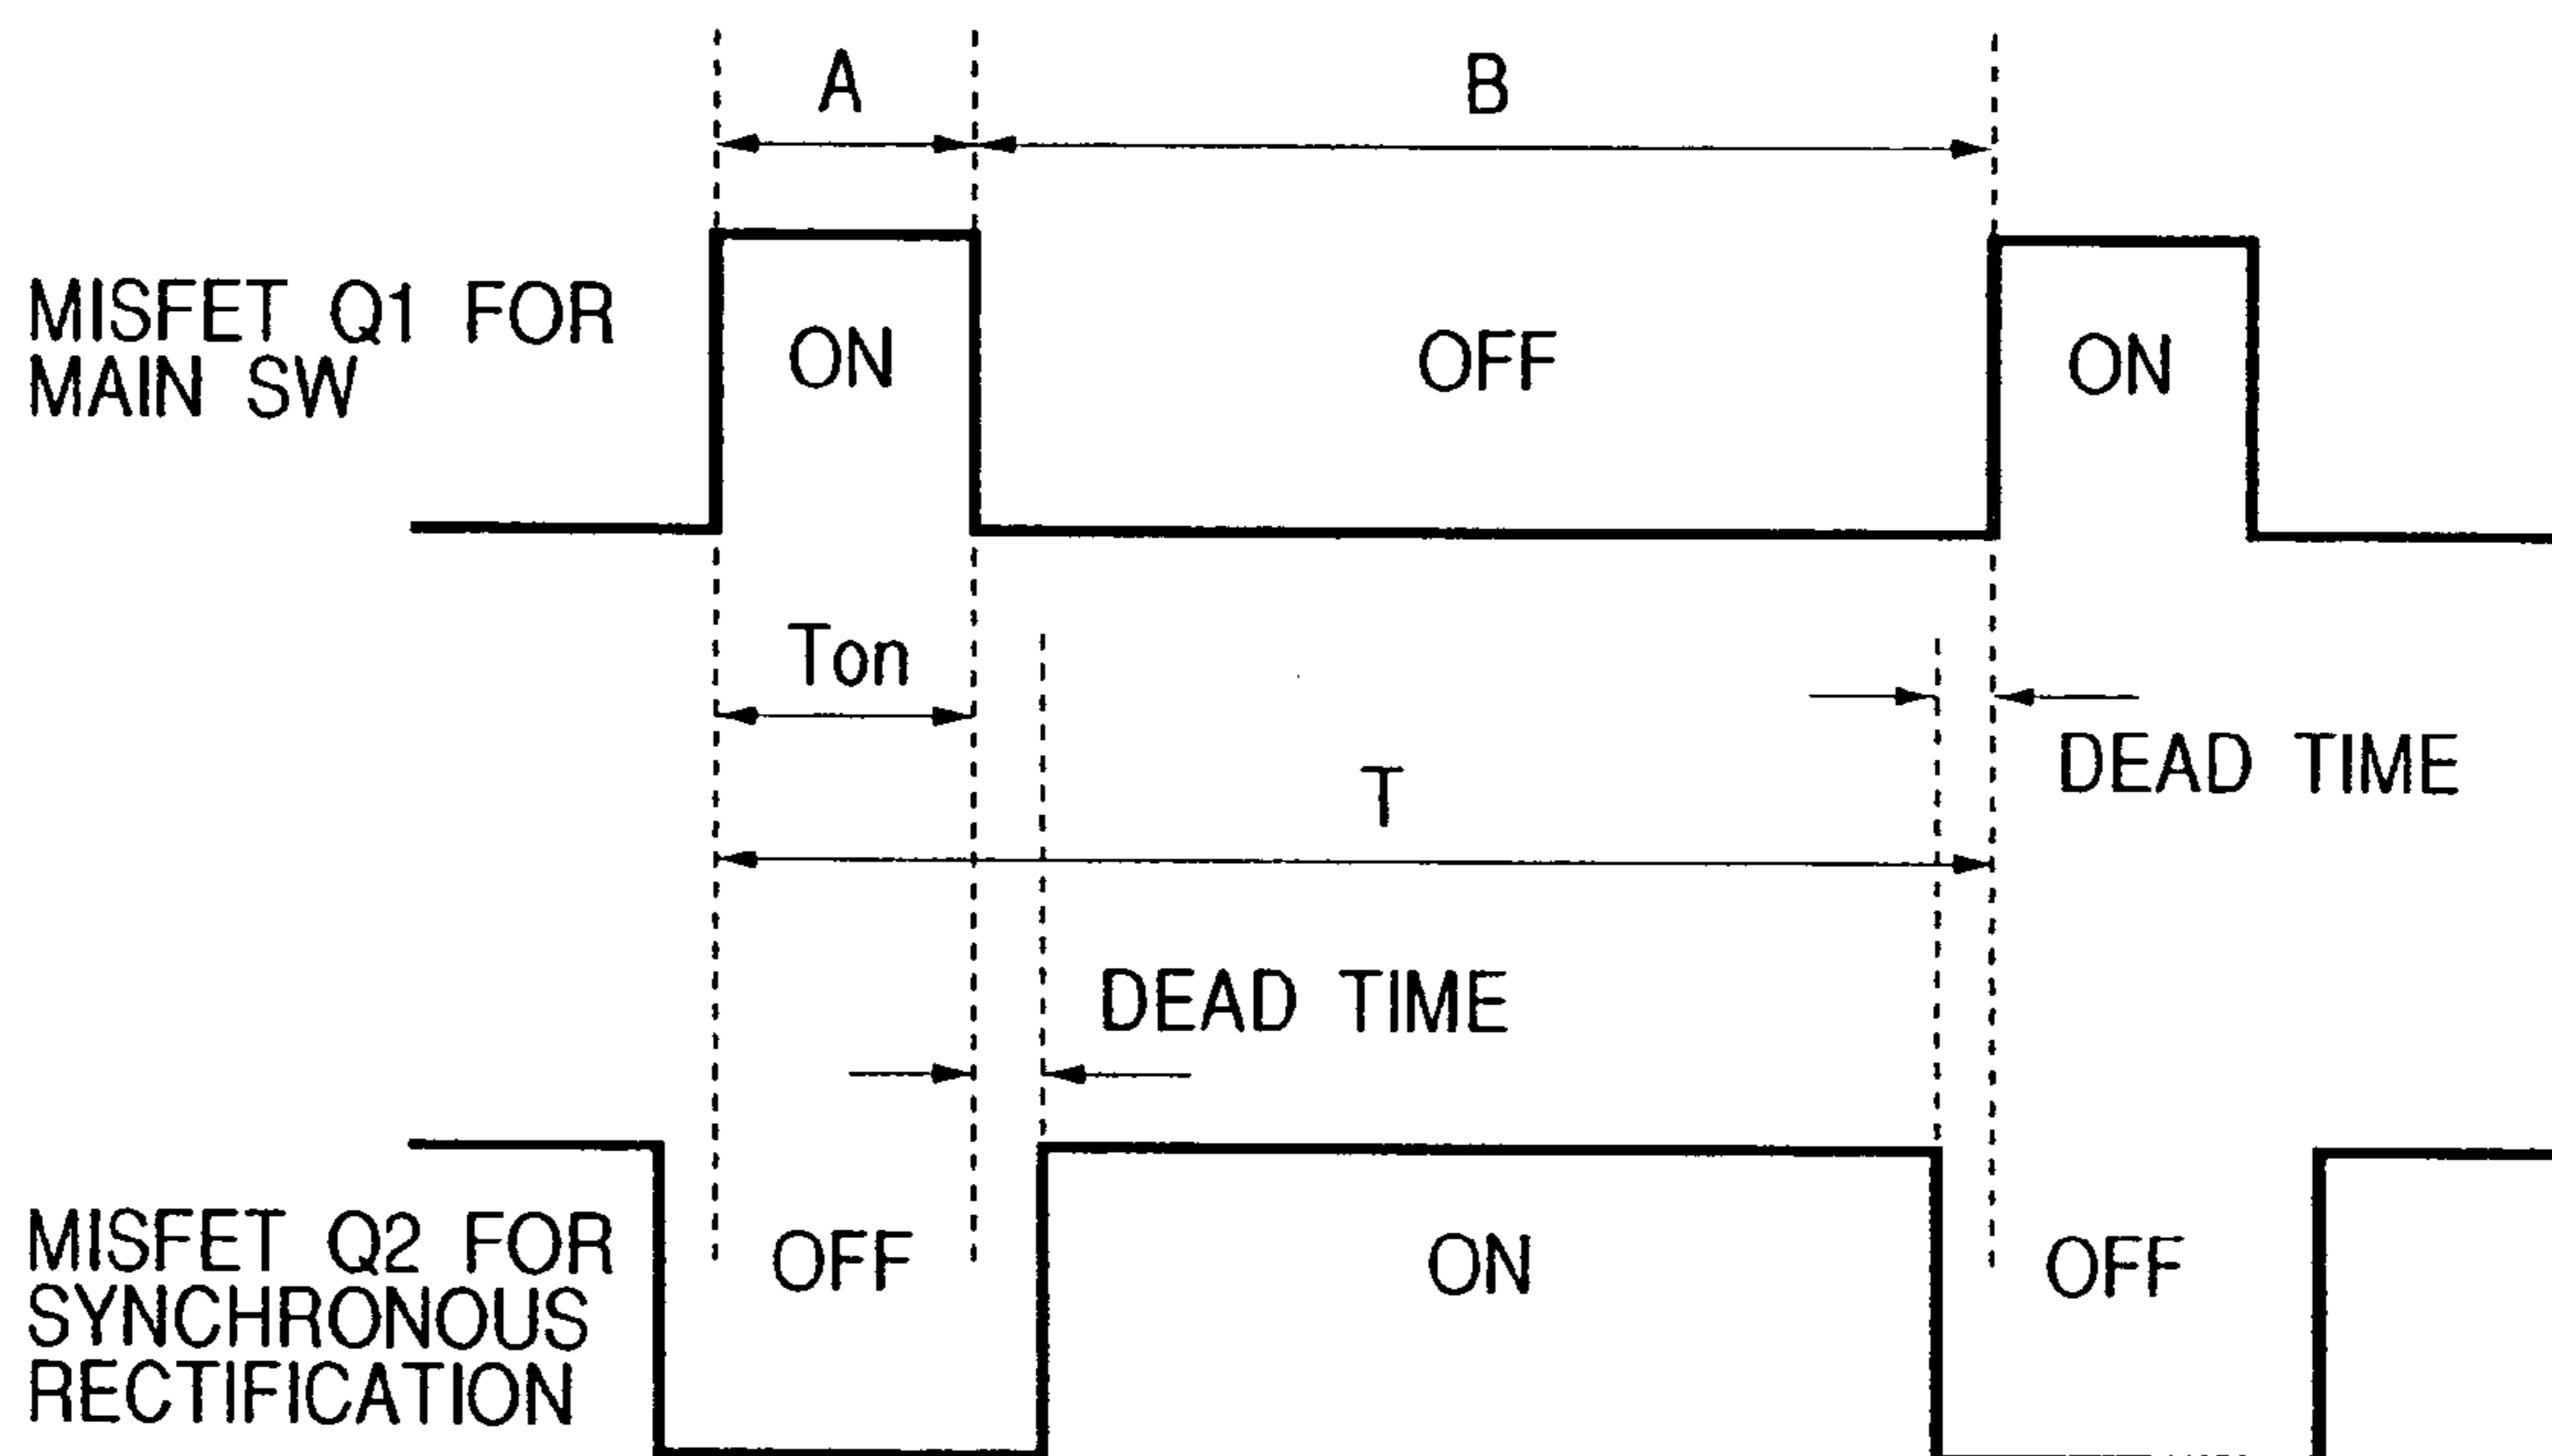 A
B
MISFET Q1 FOR
MAIN SW
ON
OFF
ON
Ton
DEAD TIME
T
DEAD TIME
MISFET Q2 FOR
SYNCHRONOUS
RECTIFICATION
OFF
ON
OFF